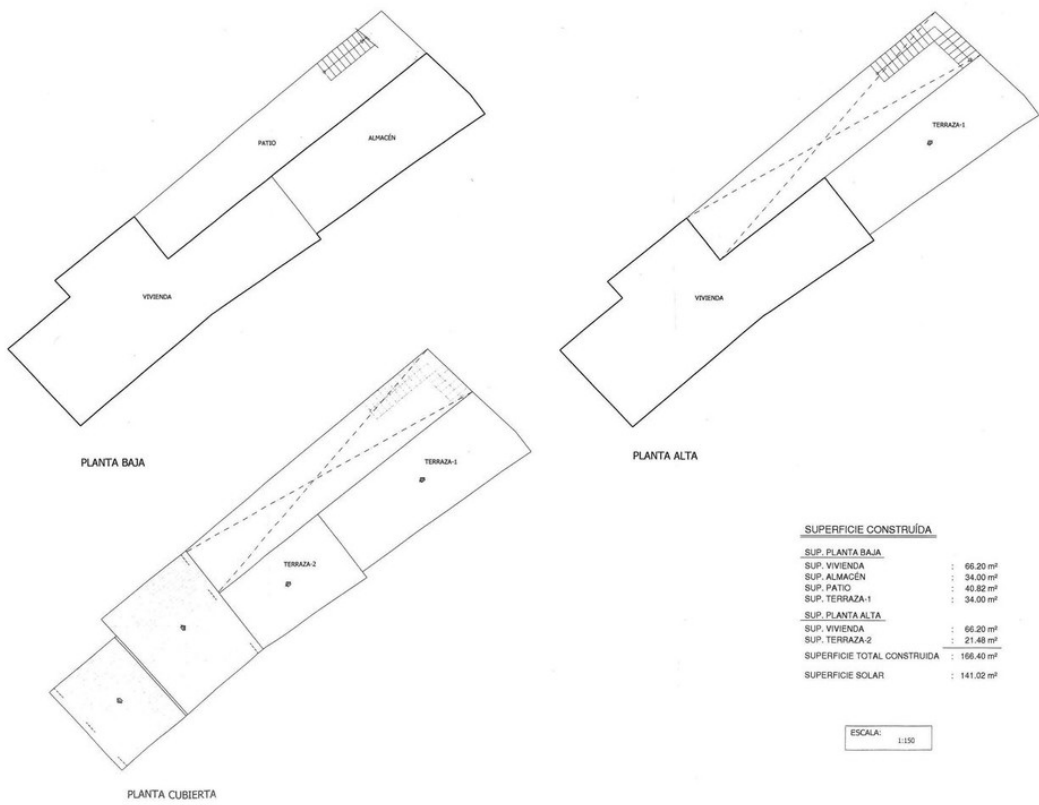 PATIO
ALMACÉN
VIVIENDA
PLANTA BAJA
TERRAZA-1
VIVIENDA
PLANTA ALTA
TERRAZA-1
TERRAZA-2
PLANTA CUBIERTA
SUPERFICIE CONSTRUÍDA
SUP. PLANTA BAJA
SUP. VIVIENDA : 66.20 m²
SUP. ALMACÉN : 34.00 m²
SUP. PATIO : 40.82 m²
SUP. TERRAZA-1 : 34.00 m²
SUP. PLANTA ALTA
SUP. VIVIENDA : 66.20 m²
SUP. TERRAZA-2 : 21.48 m²
SUPERFICIE TOTAL CONSTRUIDA : 166.40 m²
SUPERFICIE SOLAR : 141.02 m²
ESCALA: 1:150